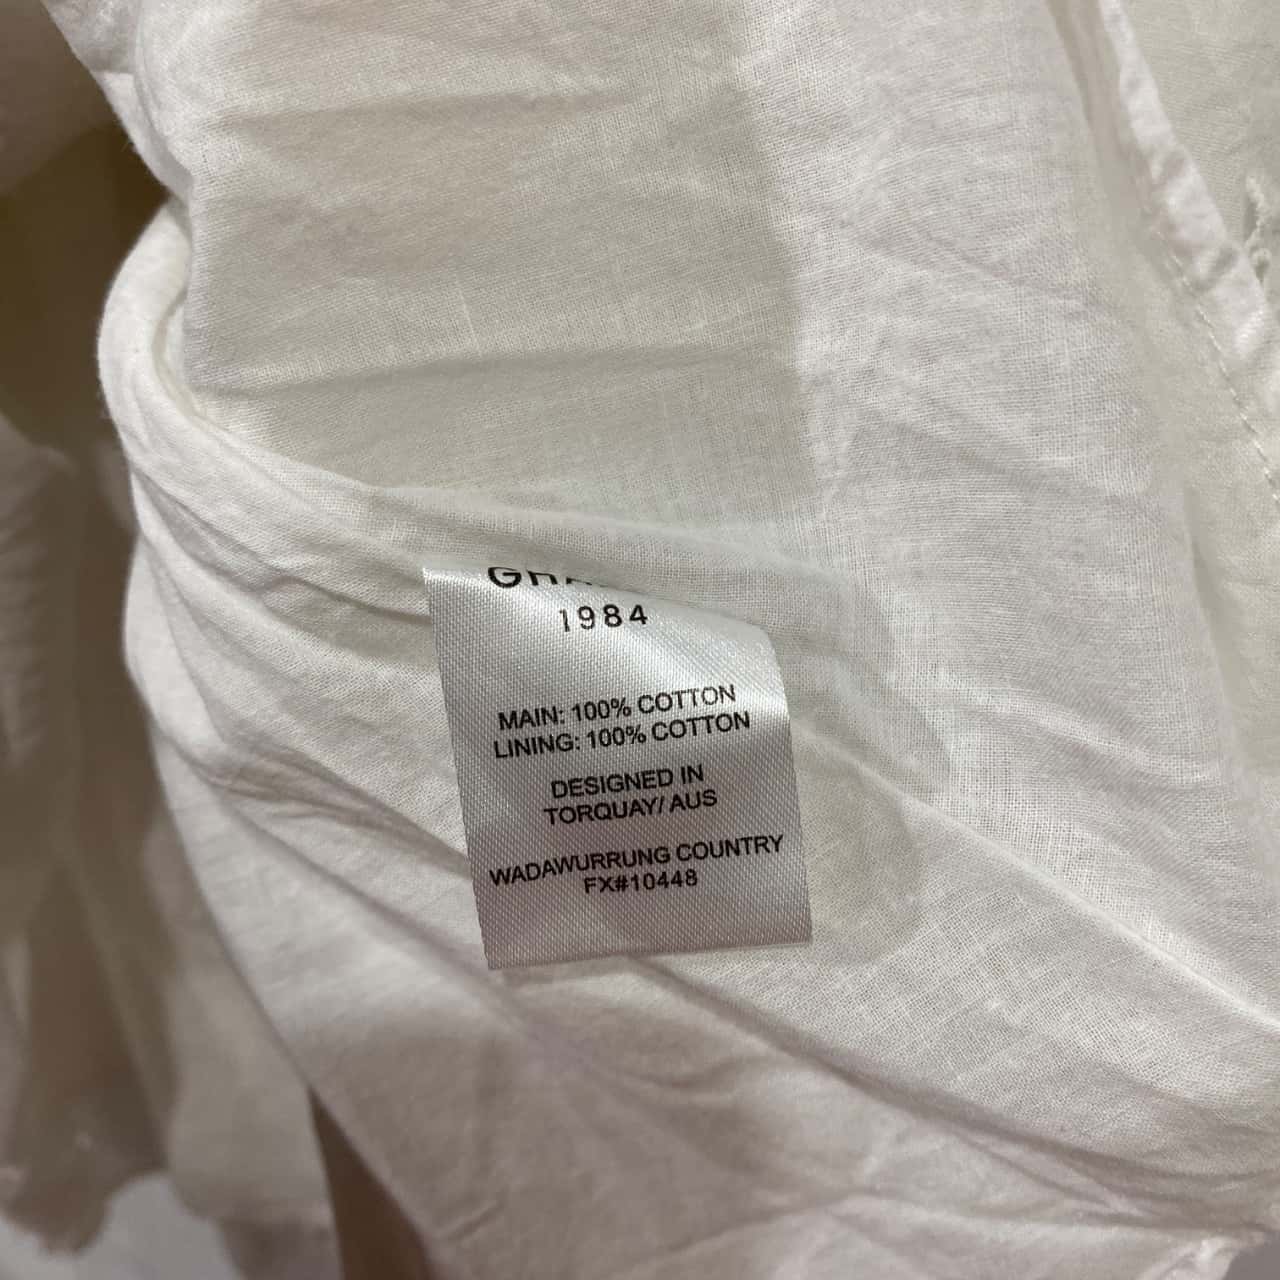 1984
MAIN: 100% COTTON
LINING: 100% COTTON
DESIGNED IN
TORQUAY/ AUS
WADAWURRUNG COUNTRY
FX#10448